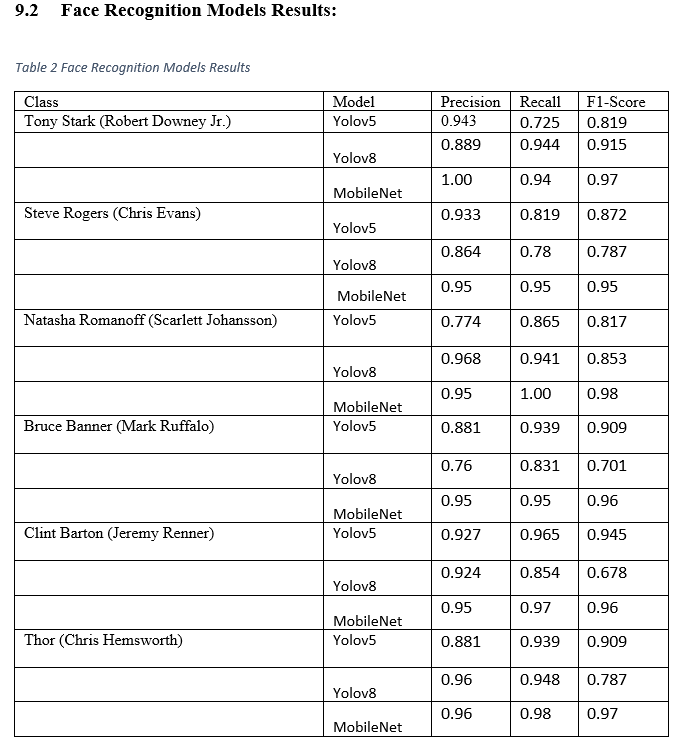 9.2 Face Recognition Models Results:
Table 2 Face Recognition Models Results
Class Model Precision Recall F1-Score
Tony Stark (Robert Downey Jr.) Yolov5 0.943 0.725 0.819
Yolov8 0.889 0.944 0.915
MobileNet 1.00 0.94 0.97
Steve Rogers (Chris Evans) Yolov5 0.933 0.819 0.872
Yolov8 0.864 0.78 0.787
MobileNet 0.95 0.95 0.95
Natasha Romanoff (Scarlett Johansson) Yolov5 0.774 0.865 0.817
Yolov8 0.968 0.941 0.853
MobileNet 0.95 1.00 0.98
Bruce Banner (Mark Ruffalo) Yolov5 0.881 0.939 0.909
Yolov8 0.76 0.831 0.701
MobileNet 0.95 0.95 0.96
Clint Barton (Jeremy Renner) Yolov5 0.927 0.965 0.945
Yolov8 0.924 0.854 0.678
MobileNet 0.95 0.97 0.96
Thor (Chris Hemsworth) Yolov5 0.881 0.939 0.909
Yolov8 0.96 0.948 0.787
MobileNet 0.96 0.98 0.97